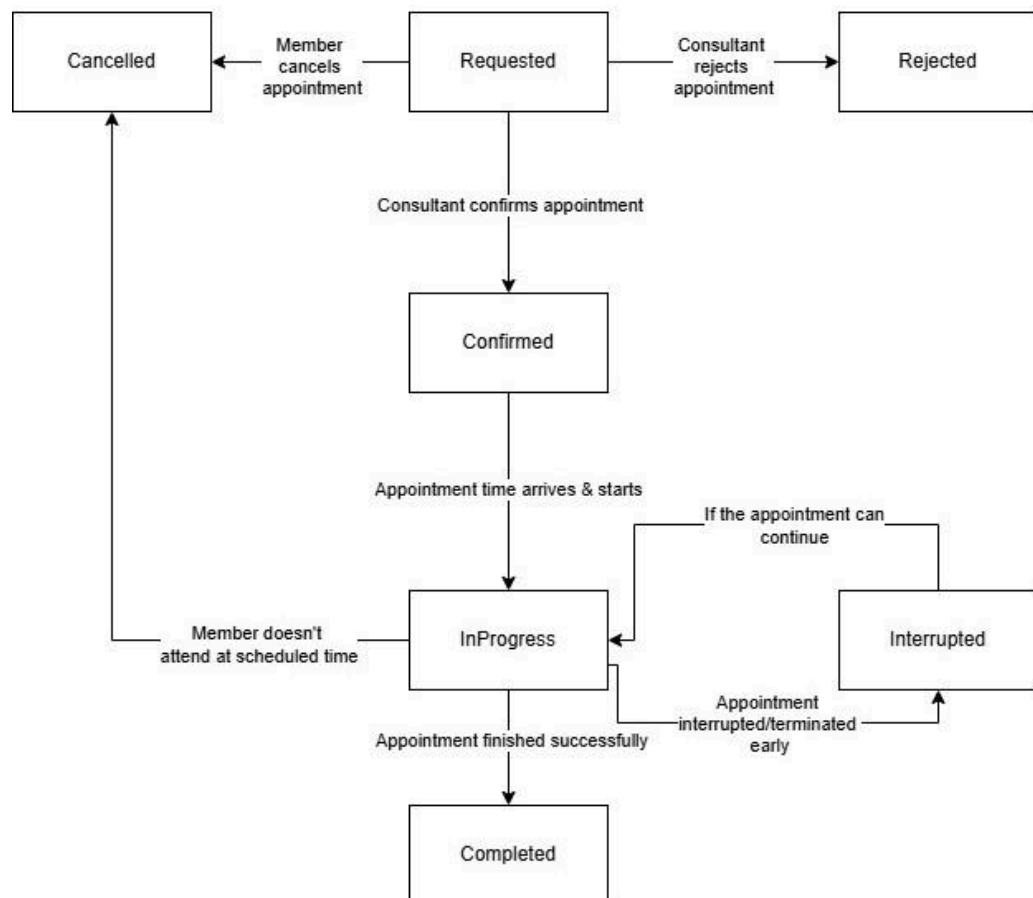 Cancelled
Member
cancels
appointment
Requested
Consultant
rejects
appointment
Rejected
Consultant confirms appointment
Confirmed
Appointment time arrives & starts
If the appointment can
continue
Member doesn't
attend at scheduled time
InProgress
Interrupted
Appointment
interrupted/terminated
early
Appointment finished successfully
Completed